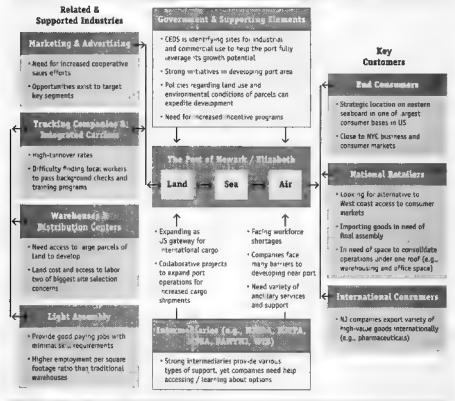 Related &
Supported Industries
Marketing & Advertising
• Need for increased cooperative
sales efforts
• Opportunities exist to target
key segments
Trucking Companies &
Integrated Carriers
• High-turnover rates
• Difficulty finding local workers
to pass background checks and
training programs
Warehouses &
Distribution Centers
• Need access to large parcels of
land to develop
• Land cost and access to labor
two of biggest site selection
concerns
Light Assembly
• Provide good paying jobs with
minimal skill requirements
• Higher employment per square
footage ratio than traditional
warehouses
Government & Supporting Elements
• CEDS is identifying sites for industrial
and commercial use to help the port fully
leverage its growth potential
• Strong initiatives in developing port area
• Policies regarding land use and
environmental conditions of parcels can
expedite development
• Need for increased incentive programs
The Port of Newark / Elizabeth
Land
Sea
Air
• Expanding as
US gateway for
international cargo
• Collaborative projects
to expand port
operations for
increased cargo
shipments
• Facing workforce
shortages
• Companies face
many barriers to
developing near port
• Need variety of
ancillary services
and support
Intermediaries (e.g.,
• Strong intermediaries provide various
types of support, yet companies need help
accessing / learning about options
Key
Customers
End Consumers
• Strategic location on eastern
seaboard in one of largest
consumer bases in US
• Close to NYC business and
consumer markets
National Retailers
• Looking for alternative to
West coast access to consumer
markets
• Importing goods in need of
final assembly
• In need of space to consolidate
operations under one roof (e.g.,
warehousing and office space)
International Consumers
• NJ companies export variety of
high-value goods internationally
(e.g., pharmaceuticals)